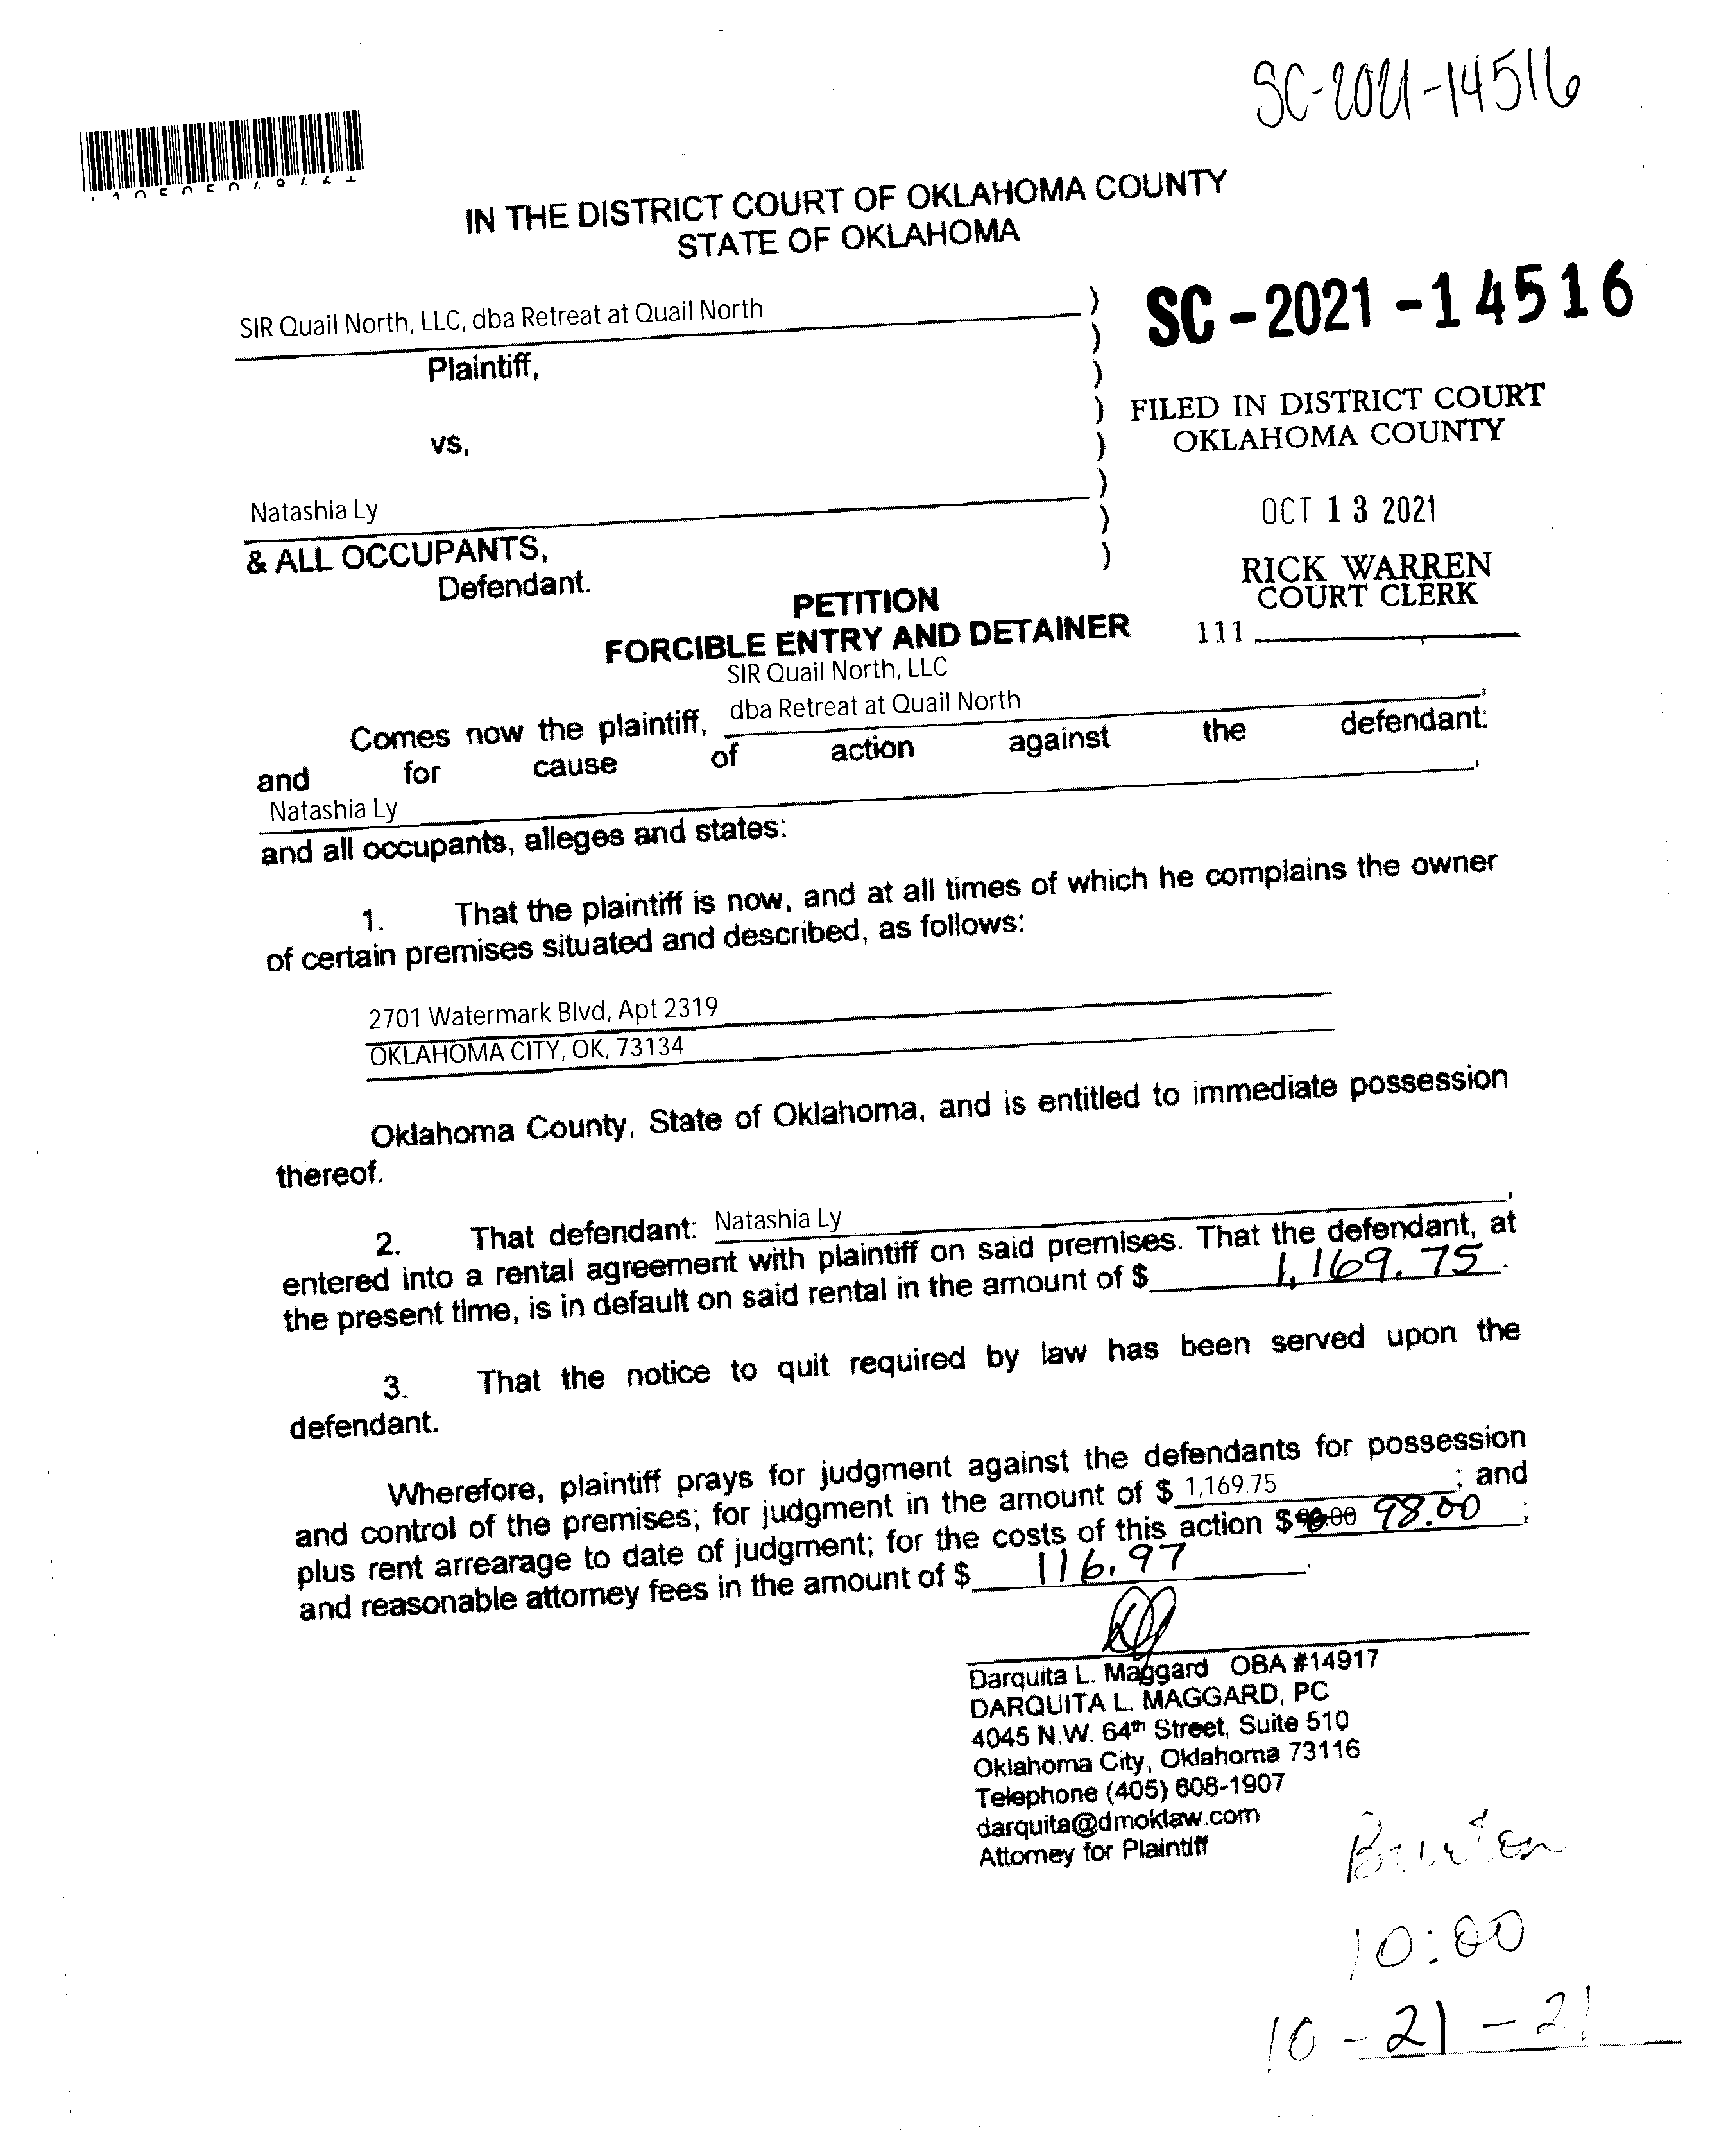 SC-2021-14516
IN THE DISTRICT COURT OF OKLAHOMA COUNTY
STATE OF OKLAHOMA
SIR Quail North, LLC, dba Retreat at Quail North )
Plaintiff, )
SC-2021-14516
vs, )
FILED IN DISTRICT COURT
OKLAHOMA COUNTY
Natashia Ly )
OCT 13 2021
& ALL OCCUPANTS, )
Defendant.
RICK WARREN
COURT CLERK
111
PETITION
FORCIBLE ENTRY AND DETAINER
SIR Quail North, LLC
Comes now the plaintiff, dba Retreat at Quail North,
and for cause of action against the defendant:
Natashia Ly,
and all occupants, alleges and states:
1. That the plaintiff is now, and at all times of which he complains the owner
of certain premises situated and described, as follows:
2701 Watermark Blvd, Apt 2319
OKLAHOMA CITY, OK, 73134
Oklahoma County, State of Oklahoma, and is entitled to immediate possession
thereof.
2. That defendant: Natashia Ly,
entered into a rental agreement with plaintiff on said premises. That the defendant, at
the present time, is in default on said rental in the amount of $ 1,169.75.
3. That the notice to quit required by law has been served upon the
defendant.
Wherefore, plaintiff prays for judgment against the defendants for possession
and control of the premises; for judgment in the amount of $ 1,169.75; and
plus rent arrearage to date of judgment; for the costs of this action $ 98.00;
and reasonable attorney fees in the amount of $ 116.97.
Darquita L. Maggard OBA #14917
DARQUITA L. MAGGARD, PC
4045 N.W. 64th Street, Suite 510
Oklahoma City, Oklahoma 73116
Telephone (405) 608-1907
darquita@dmoklaw.com
Attorney for Plaintiff
Burton
10:00
10-21-21